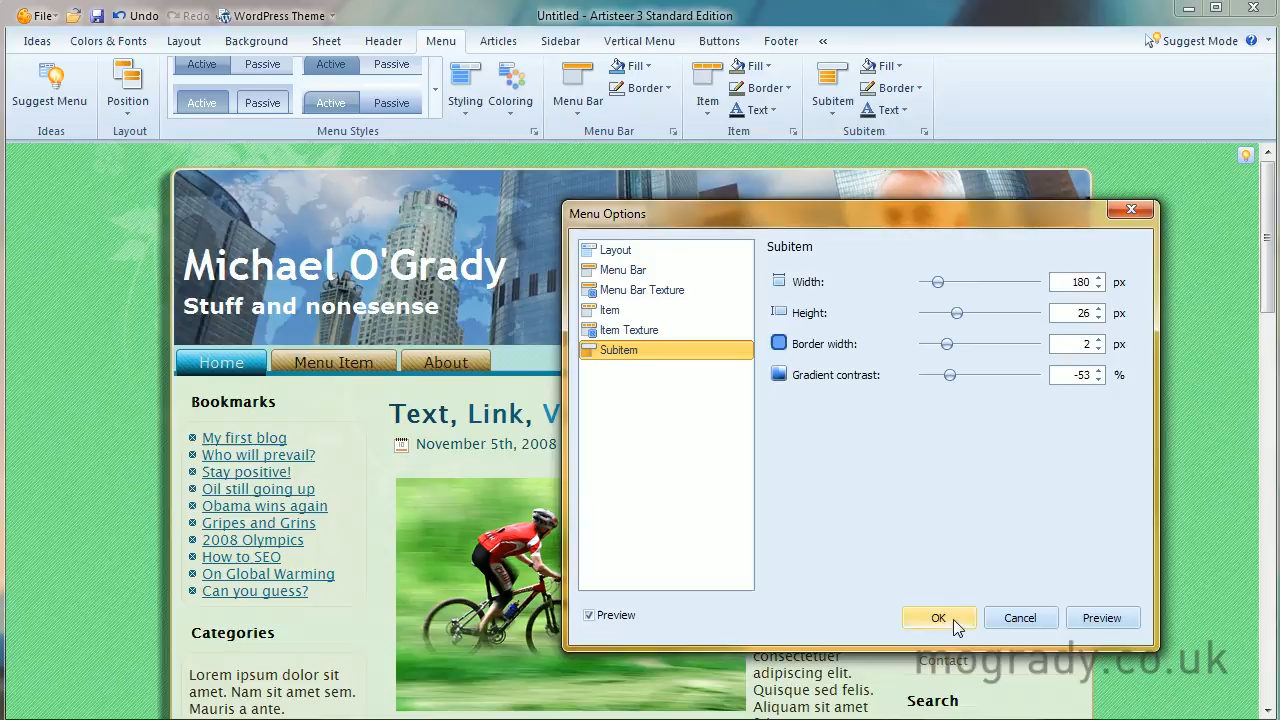 File Undo Redo WordPress Theme Untitled - Artisteer 3 Standard Edition
Ideas Colors & Fonts Layout Background Sheet Header Menu Articles Sidebar Vertical Menu Buttons Footer « Suggest Mode
Active Passive Active Passive
Active Passive Active Passive
Suggest Menu Position Styling Coloring Menu Bar Fill Border Item Fill Border Text Subitem Fill Border Text
Ideas Layout Menu Styles Menu Bar Item Subitem
Michael O'Grady
Stuff and nonesense
Home Menu Item About
Bookmarks
My first blog
Who will prevail?
Stay positive!
Oil still going up
Obama wins again
Gripes and Grins
2008 Olympics
How to SEO
On Global Warming
Can you guess?
Categories
Lorem ipsum dolor sit
amet. Nam sit amet sem.
Mauris a ante.
Text, Link, V
November 5th, 2008
Menu Options
Layout
Menu Bar
Menu Bar Texture
Item
Item Texture
Subitem
Subitem
Width: 180 px
Height: 26 px
Border width: 2 px
Gradient contrast: -53 %
Preview OK Cancel Preview
consectetuer
adipiscing elit.
Quisque sed felis.
Aliquam sit amet
Contact
mogrady.co.uk
Search